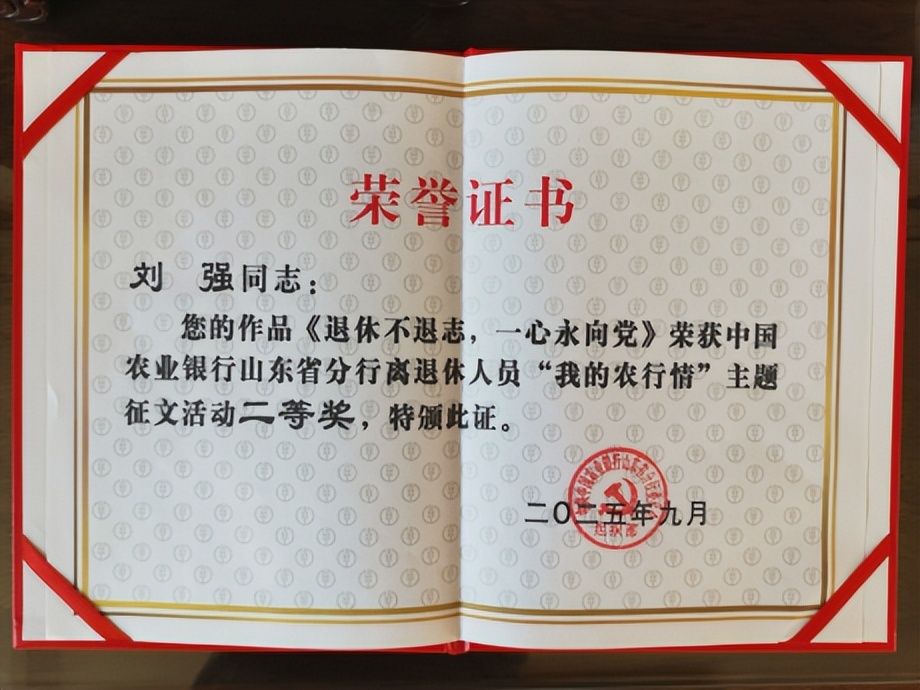 荣誉证书
刘 强同志：
您的作品《退休不退志，一心永向党》荣获中国
农业银行山东省分行离退休人员“我的农行情”主题
征文活动二等奖，特颁此证。
二〇二五年九月